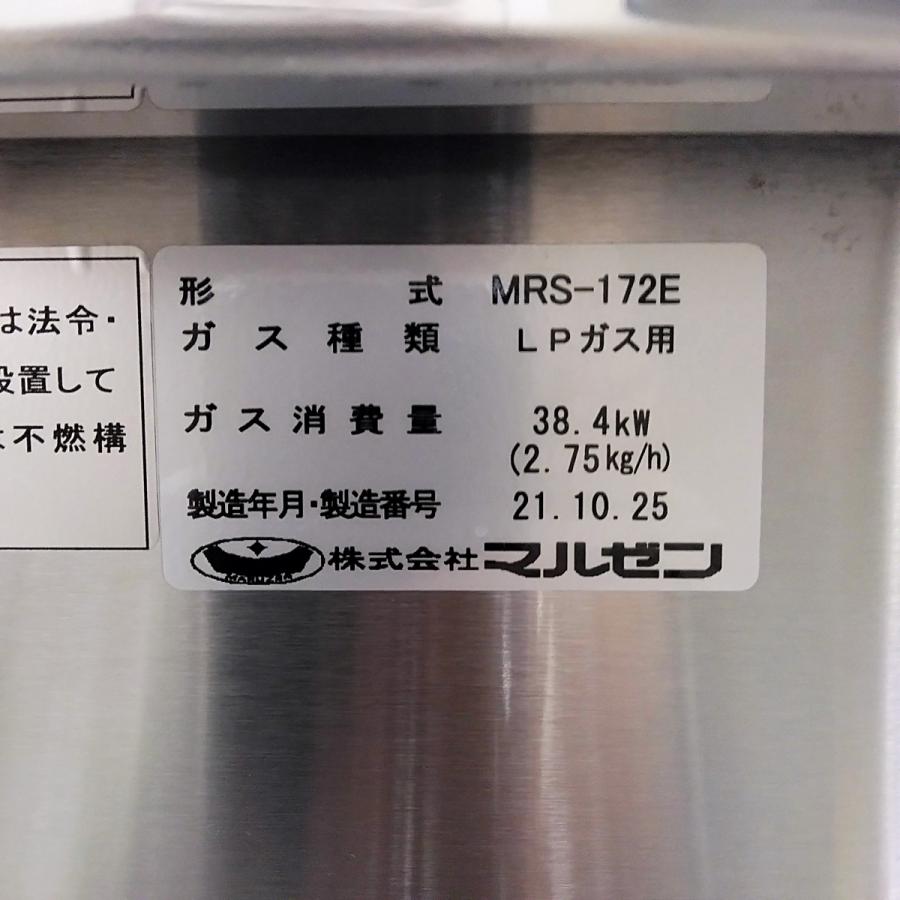 は法令・
設置して
不燃構
形式 MRS-172E
ガス種類 LPガス用
ガス消費量 38.4kW
(2.75kg/h)
製造年月・製造番号 21.10.25
MARUZEN 株式会社マルゼン